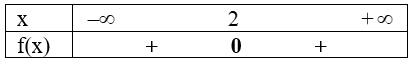 x –∞ 2 +∞
f(x) + 0 +